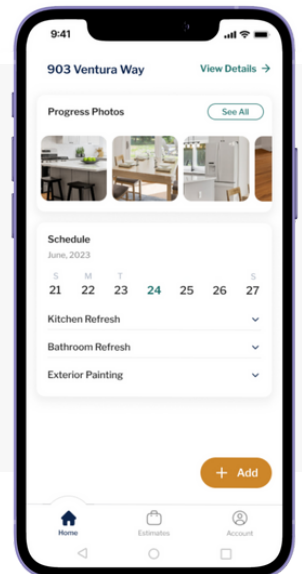 9:41
903 Ventura Way View Details →
Progress Photos See All
Schedule
June, 2023
S M T S
21 22 23 24 25 26 27
Kitchen Refresh
Bathroom Refresh
Exterior Painting
+ Add
Home Estimates Account